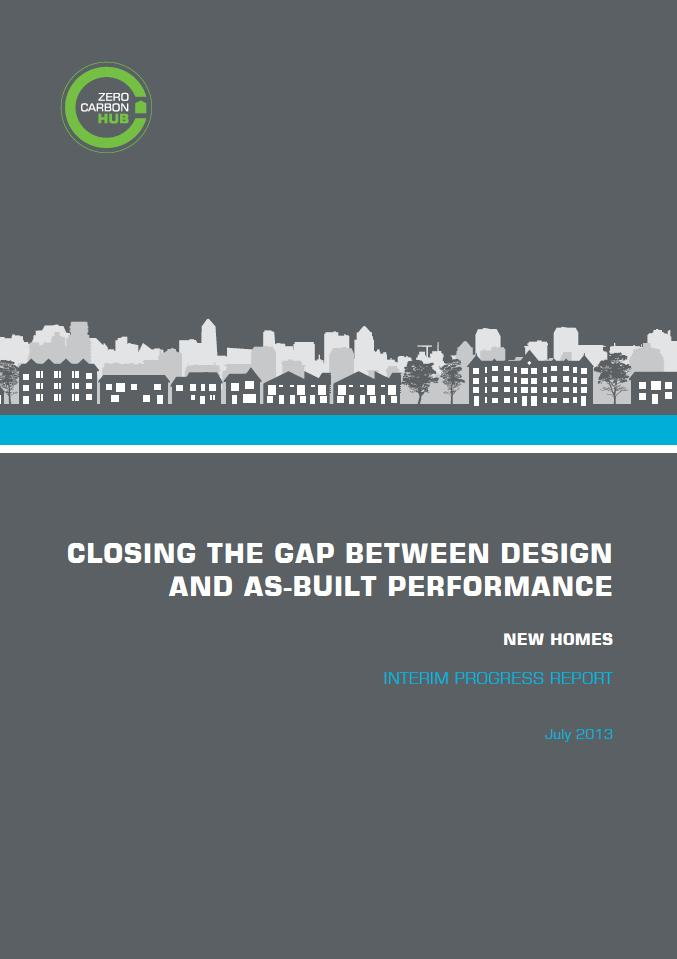 ZERO
CARBON
HUB
CLOSING THE GAP BETWEEN DESIGN
AND AS-BUILT PERFORMANCE
NEW HOMES
INTERIM PROGRESS REPORT
July 2013